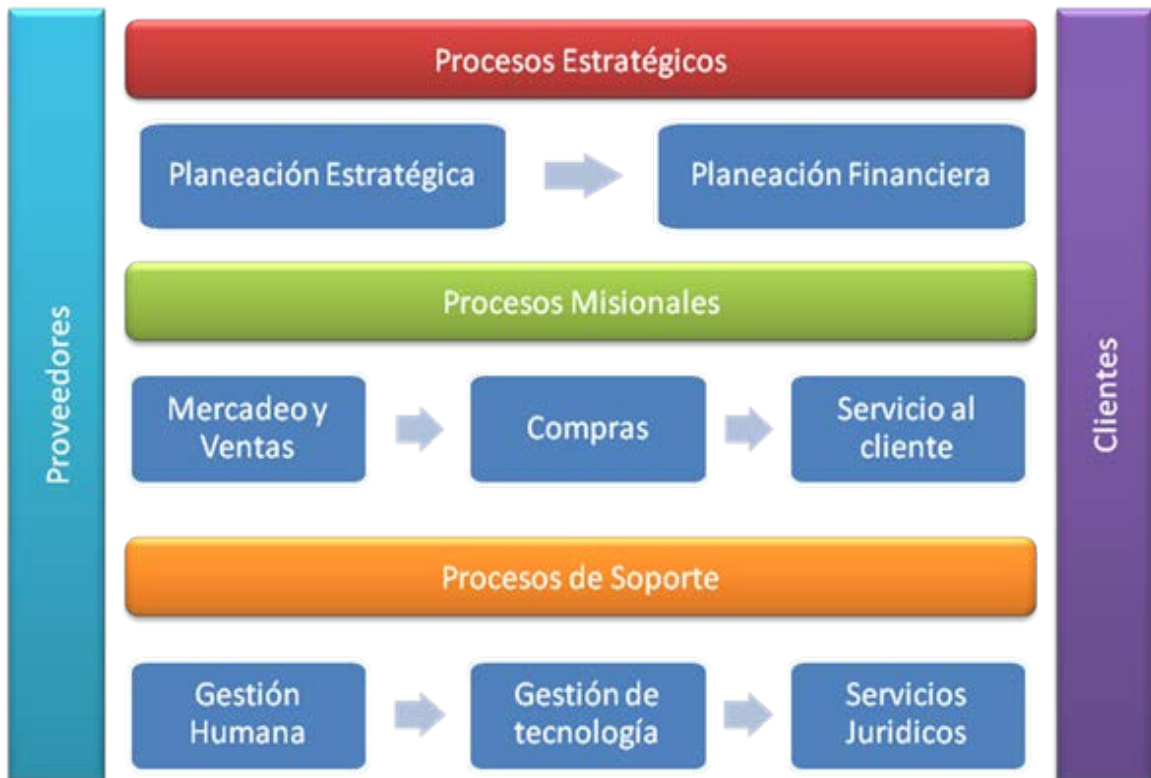 Proveedores
Procesos Estratégicos
Planeación Estratégica
Planeación Financiera
Procesos Misionales
Mercadeo y
Ventas
Compras
Servicio al
cliente
Procesos de Soporte
Gestión
Humana
Gestión de
tecnología
Servicios
Juridicos
Clientes